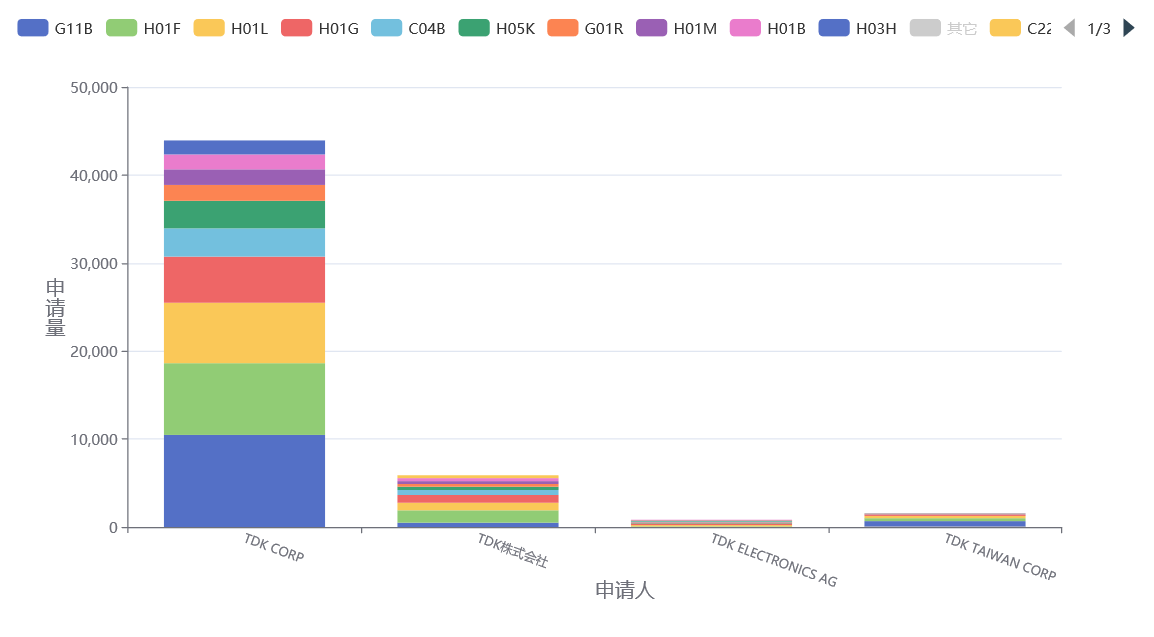 G11B H01F H01L H01G C04B H05K G01R H01M H01B H03H 其它 C22 1/3
50,000
40,000
30,000
20,000
10,000
0
申请量
TDK CORP TDK株式会社 TDK ELECTRONICS AG TDK TAIWAN CORP
申请人